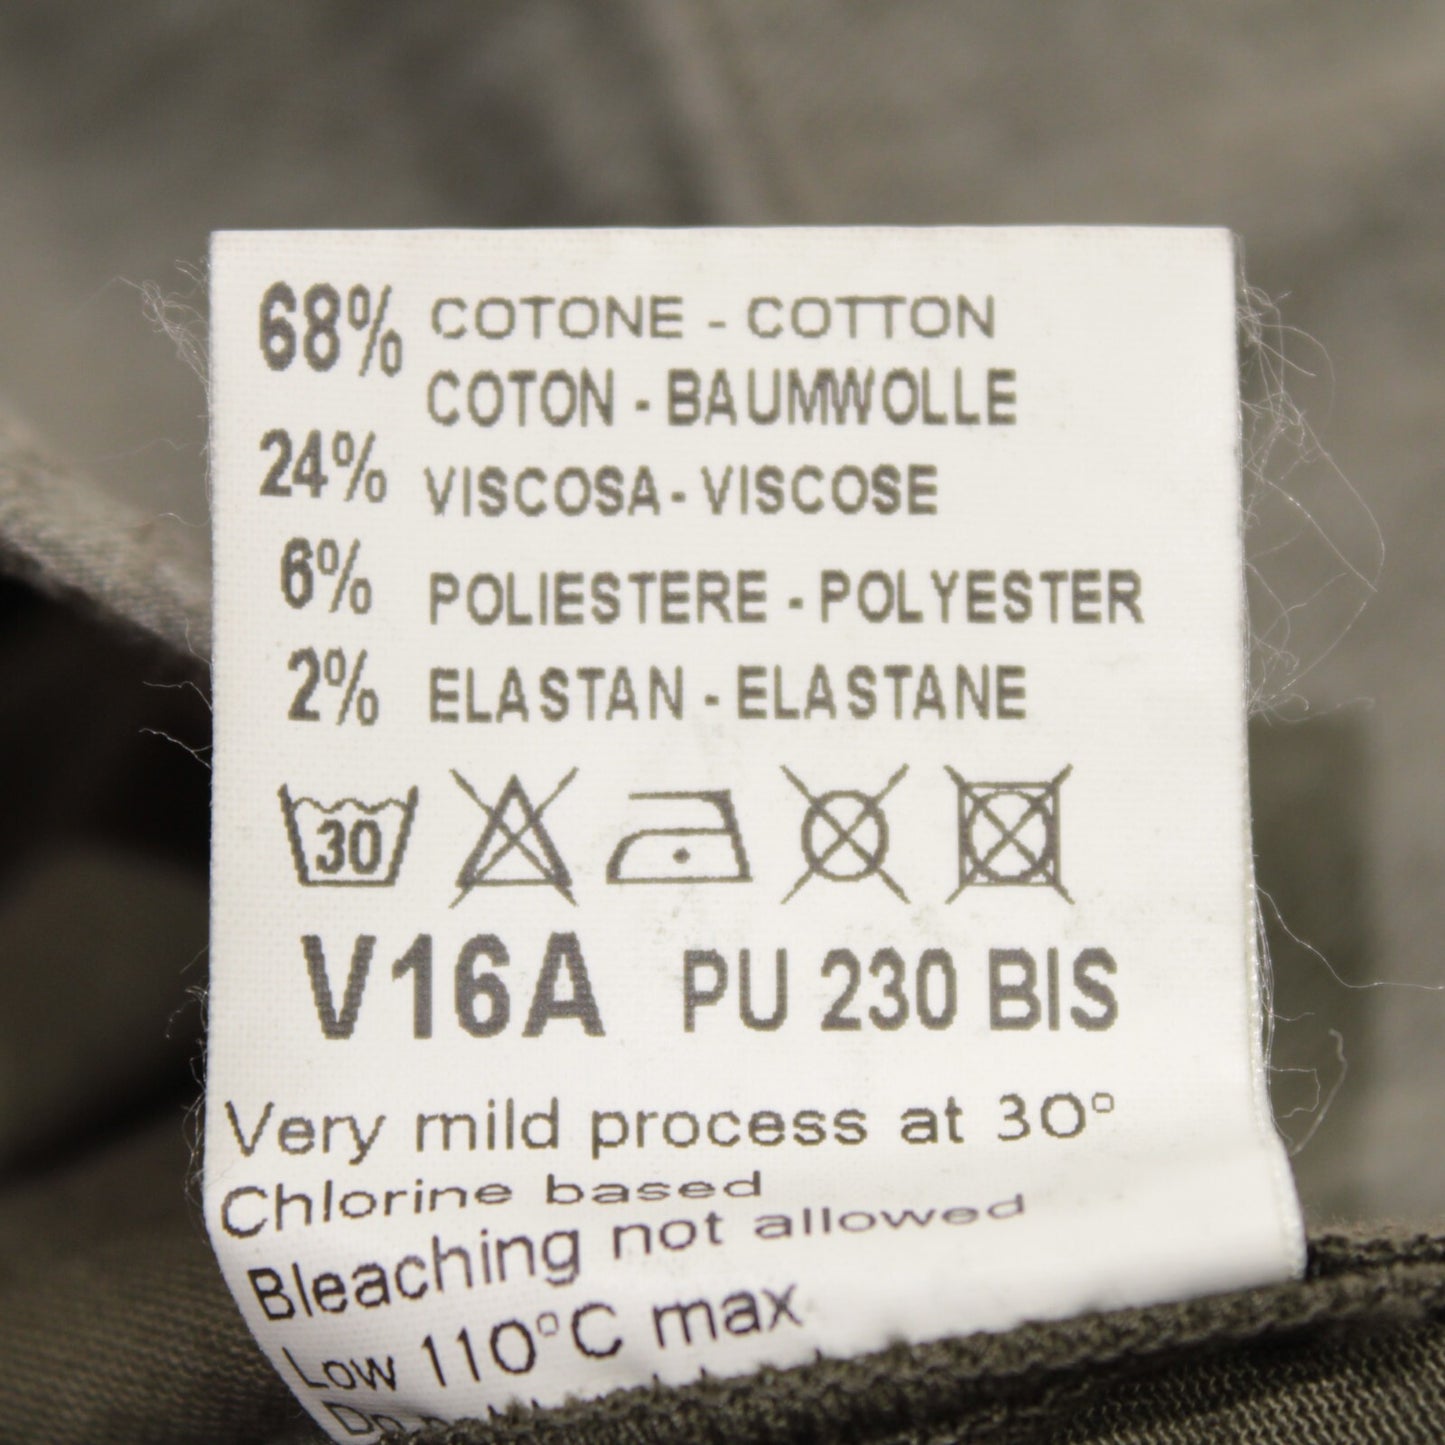 68% COTONE - COTTON
COTON - BAUMWOLLE
24% VISCOSA - VISCOSE
6% POLIESTERE - POLYESTER
2% ELASTAN - ELASTANE
30
V16A PU 230 BIS
Very mild process at 30°
Chlorine based
Bleaching not allowed
Low 110°C max
Do